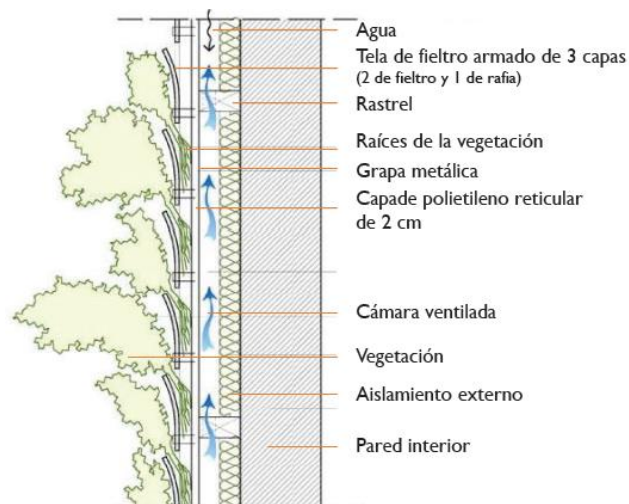 Agua
Tela de fieltro armado de 3 capas
(2 de fieltro y 1 de rafia)
Rastrel
Raíces de la vegetación
Grapa metálica
Capade polietileno reticular
de 2 cm
Cámara ventilada
Vegetación
Aislamiento externo
Pared interior